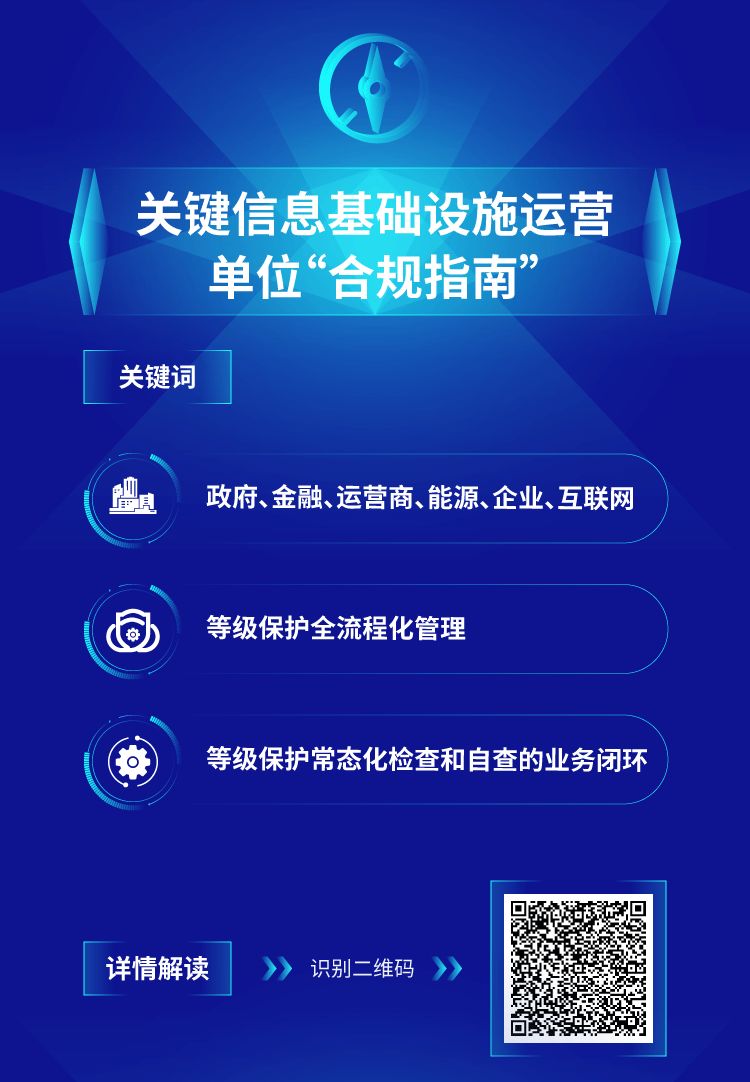 关键信息基础设施运营
单位“合规指南”
关键词
政府、金融、运营商、能源、企业、互联网
等级保护全流程化管理
等级保护常态化检查和自查的业务闭环
详情解读
识别二维码